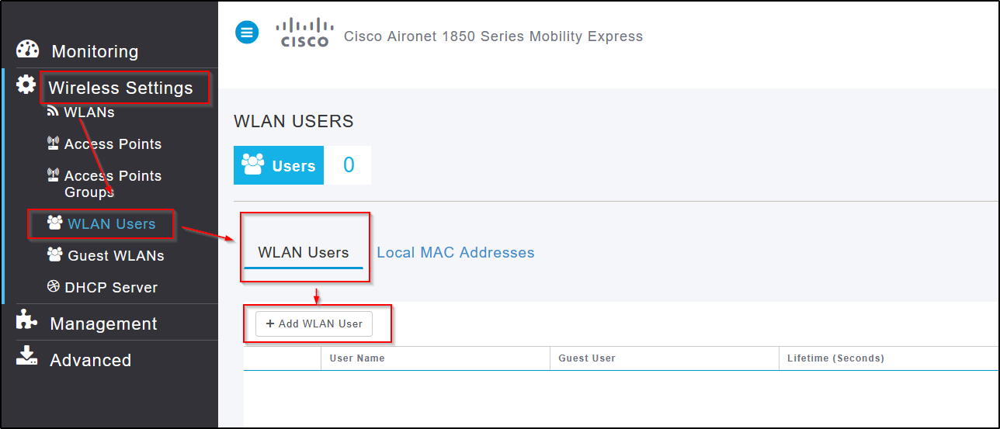 Monitoring
Wireless Settings
WLANs
Access Points
Access Points
Groups
WLAN Users
Guest WLANs
DHCP Server
Management
Advanced
CISCO
Cisco Aironet 1850 Series Mobility Express
WLAN USERS
Users 0
WLAN Users Local MAC Addresses
+ Add WLAN User
User Name Guest User Lifetime (Seconds)